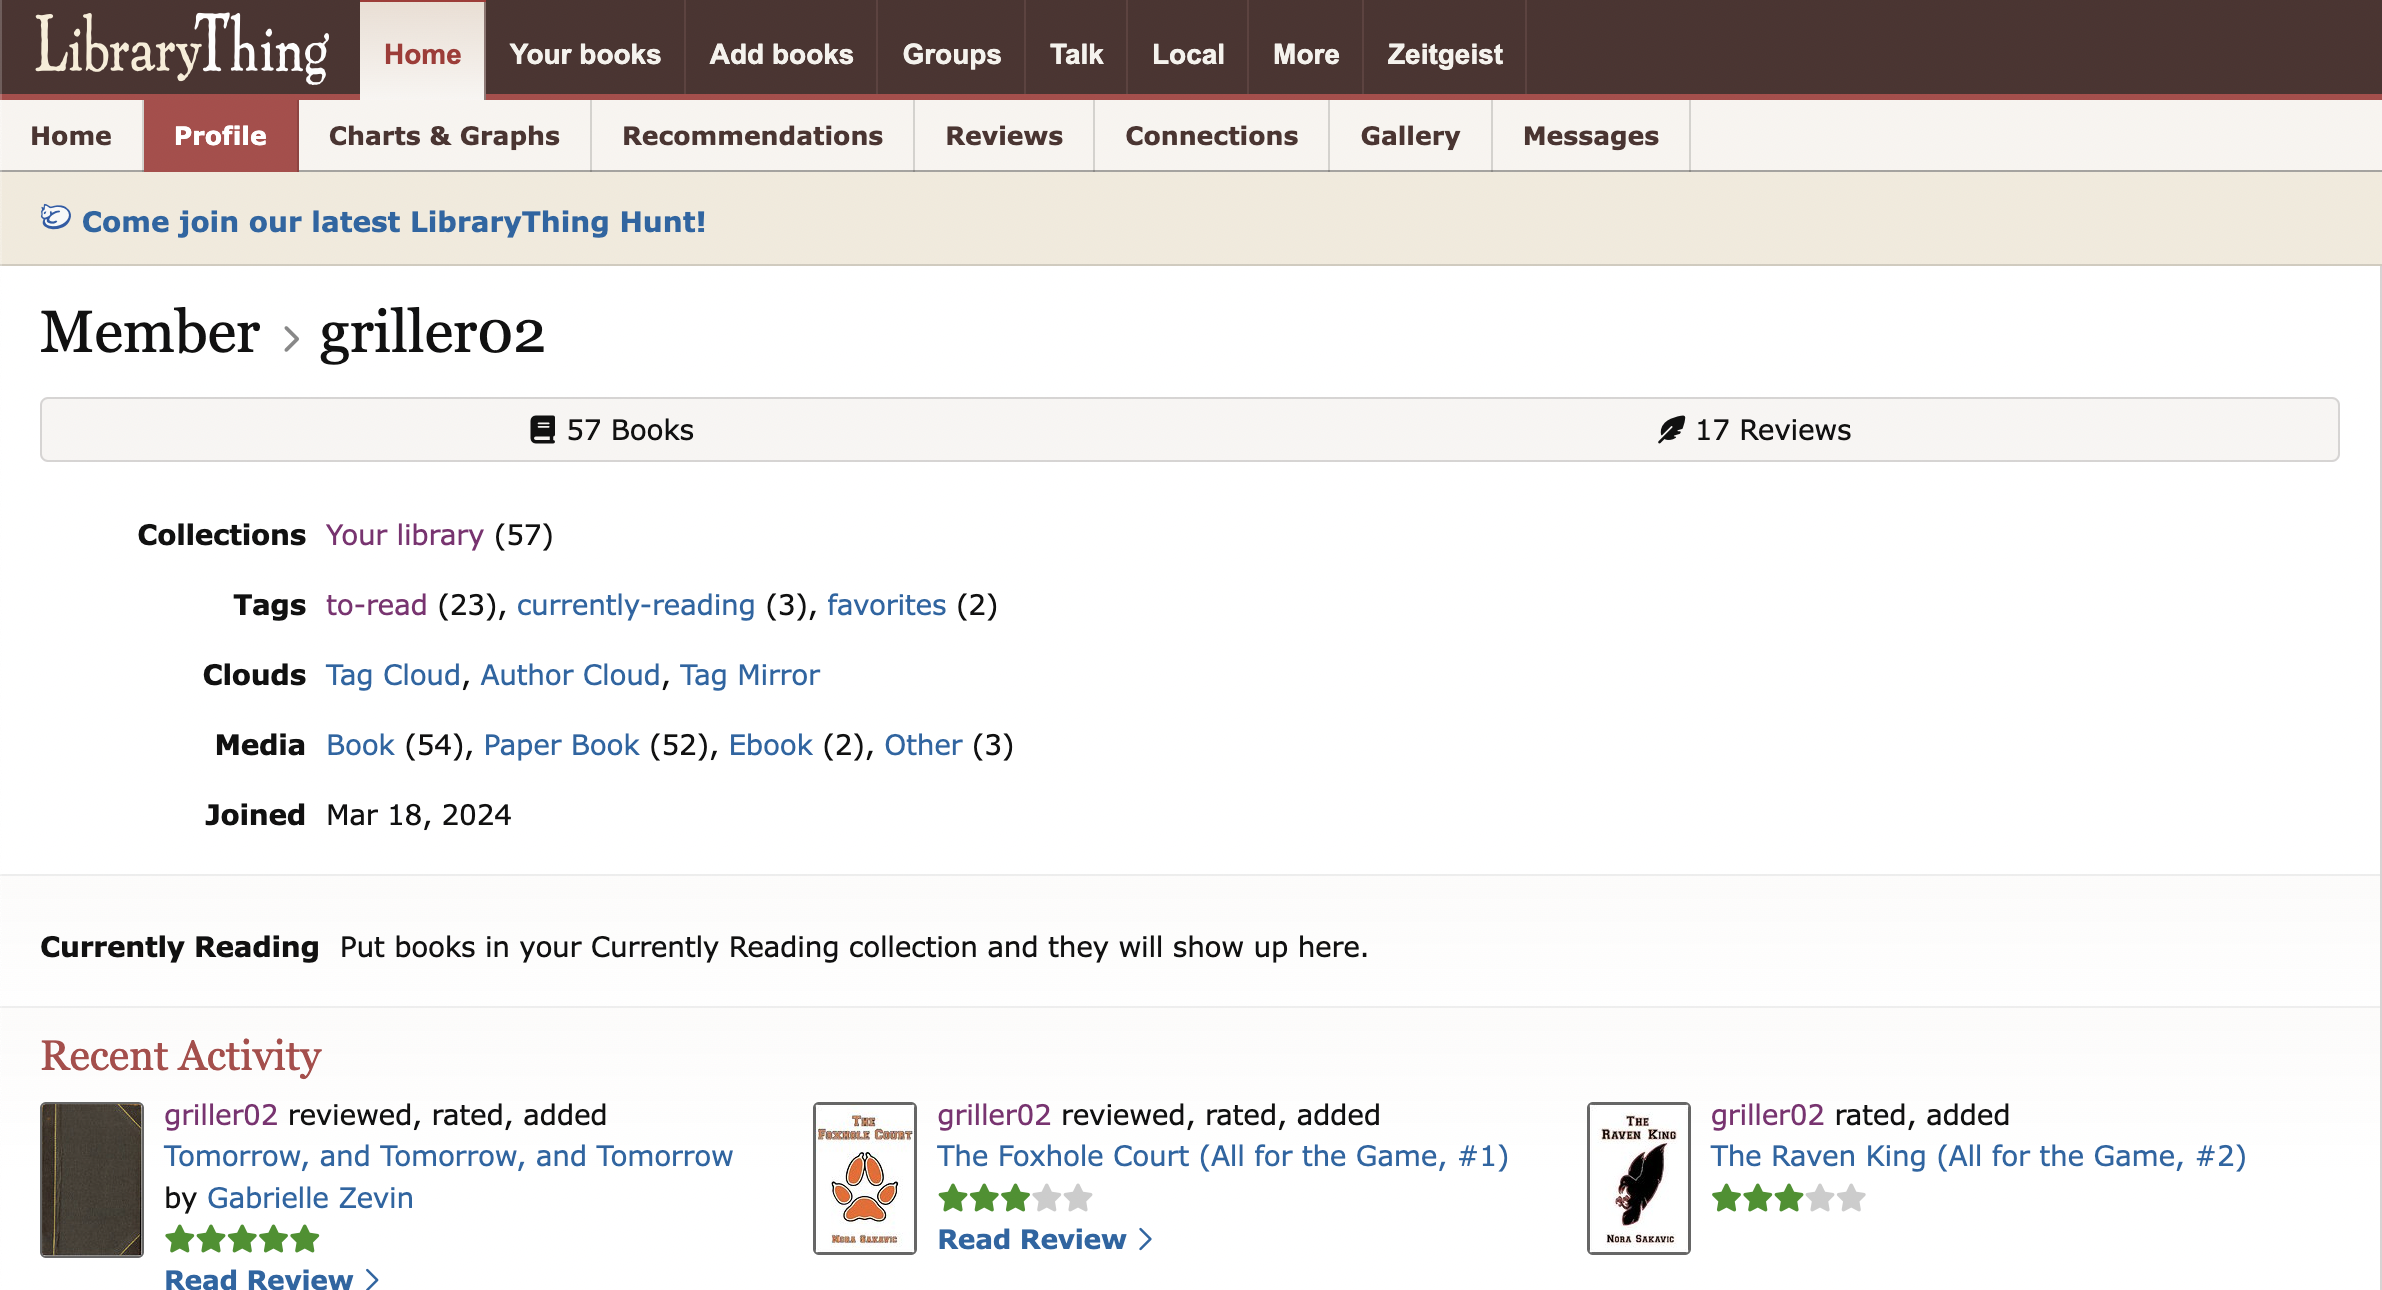 LibraryThing Home Your books Add books Groups Talk Local More Zeitgeist
Home Profile Charts & Graphs Recommendations Reviews Connections Gallery Messages
Come join our latest LibraryThing Hunt!
Member › griller02
57 Books 17 Reviews
Collections Your library (57)
Tags to-read (23), currently-reading (3), favorites (2)
Clouds Tag Cloud, Author Cloud, Tag Mirror
Media Book (54), Paper Book (52), Ebook (2), Other (3)
Joined Mar 18, 2024
Currently Reading Put books in your Currently Reading collection and they will show up here.
Recent Activity
griller02 reviewed, rated, added
Tomorrow, and Tomorrow, and Tomorrow
by Gabrielle Zevin
Read Review >
THE
FOXHOLE COURT
NORA SAKAVIC
griller02 reviewed, rated, added
The Foxhole Court (All for the Game, #1)
Read Review >
THE
RAVEN KING
NORA SAKAVIC
griller02 rated, added
The Raven King (All for the Game, #2)